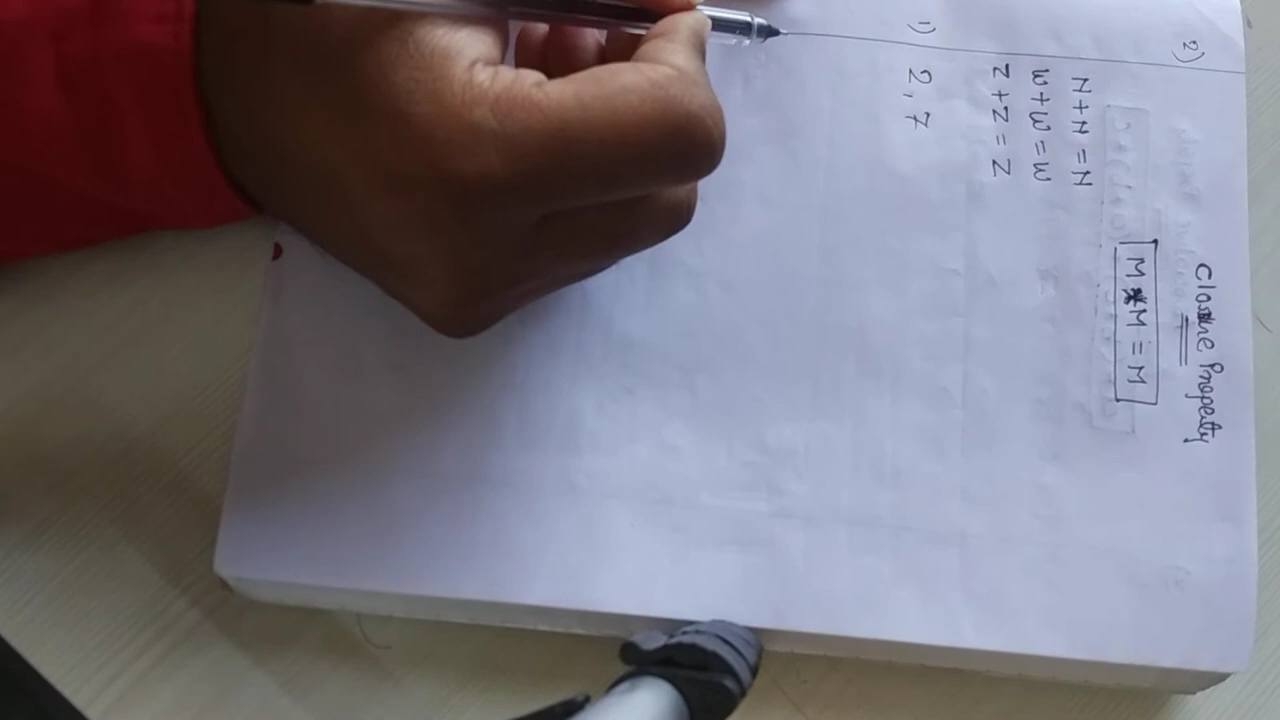 2)
Closure Property
M * M = M
N + N = N
W + W = W
Z + Z = Z
1) 2, 7